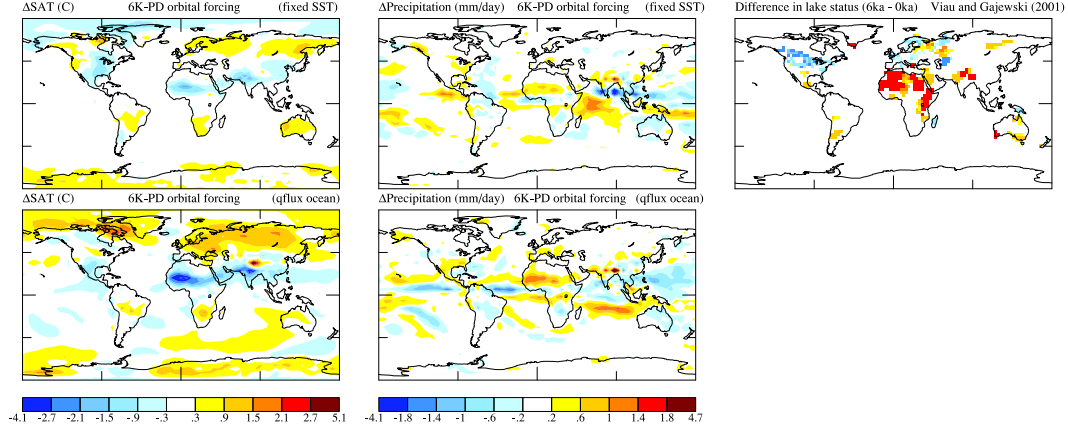 ΔSAT (C) 6K-PD orbital forcing (fixed SST)
ΔPrecipitation (mm/day) 6K-PD orbital forcing (fixed SST)
Difference in lake status (6ka - 0ka) Viau and Gajewski (2001)
ΔSAT (C) 6K-PD orbital forcing (qflux ocean)
ΔPrecipitation (mm/day) 6K-PD orbital forcing (qflux ocean)
-4.1 -2.7 -2.1 -1.5 -.9 -.3 .3 .9 1.5 2.1 2.7 5.1
-4.1 -1.8 -1.4 -1 -.6 -.2 .2 .6 1 1.4 1.8 4.7